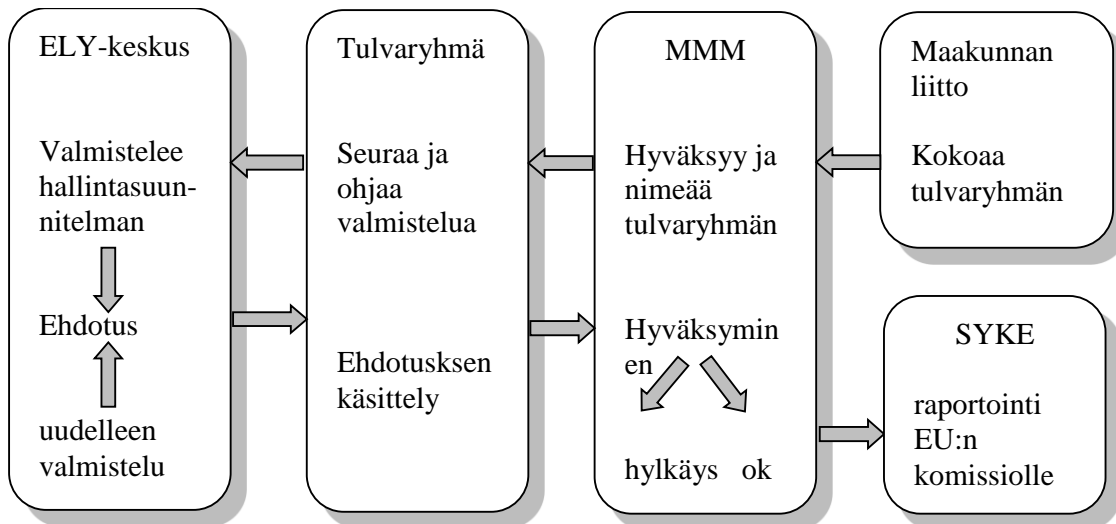 ELY-keskus
Valmistelee
hallintasuun-
nitelman
Ehdotus
uudelleen
valmistelu
Tulvaryhmä
Seuraa ja
ohjaa
valmistelua
Ehdotusksen
käsittely
MMM
Hyväksyy ja
nimeää
tulvaryhmän
Hyväksymin
en
hylkäys ok
Maakunnan
liitto
Kokoaa
tulvaryhmän
SYKE
raportointi
EU:n
komissiolle